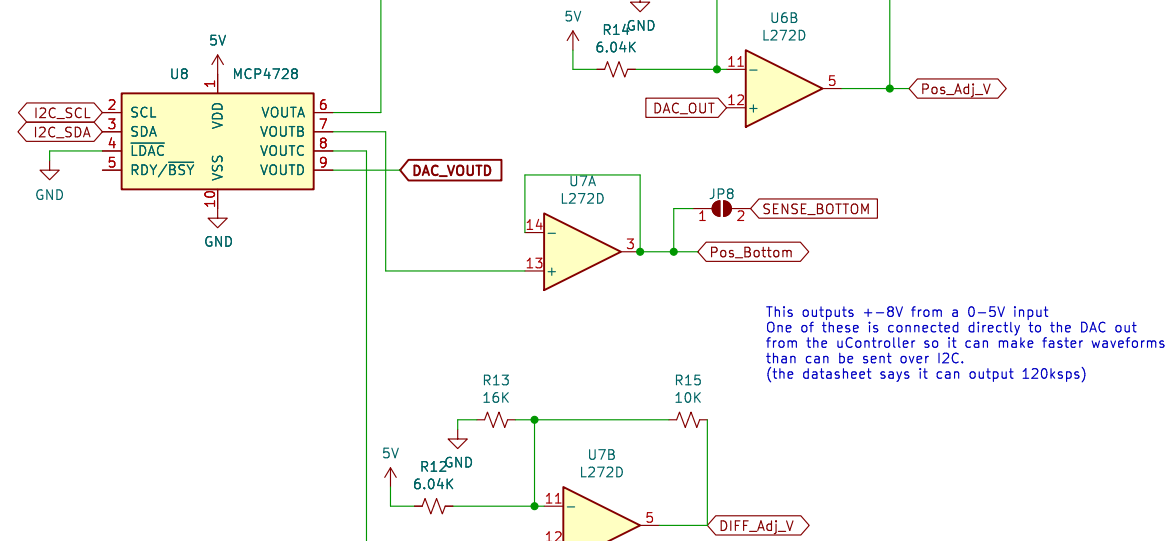 5V
U8
MCP4728
1
I2C_SCL
2
SCL
VDD
VOUTA
6
I2C_SDA
3
SDA
VOUTB
7
4
LDAC
VOUTC
8
5
RDY/BSY
VSS
VOUTD
9
DAC_VOUTD
GND
10
GND
5V
R14
GND
6.04K
U6B
L272D
11
−
5
Pos_Adj_V
DAC_OUT
12
+
U7A
L272D
14
−
3
13
+
JP8
1
2
SENSE_BOTTOM
Pos_Bottom
This outputs +-8V from a 0-5V input
One of these is connected directly to the DAC out
from the uController so it can make faster waveforms
than can be sent over I2C.
(the datasheet says it can output 120ksps)
R13
16K
R15
10K
5V
R12
GND
6.04K
U7B
L272D
11
−
5
DIFF_Adj_V
12